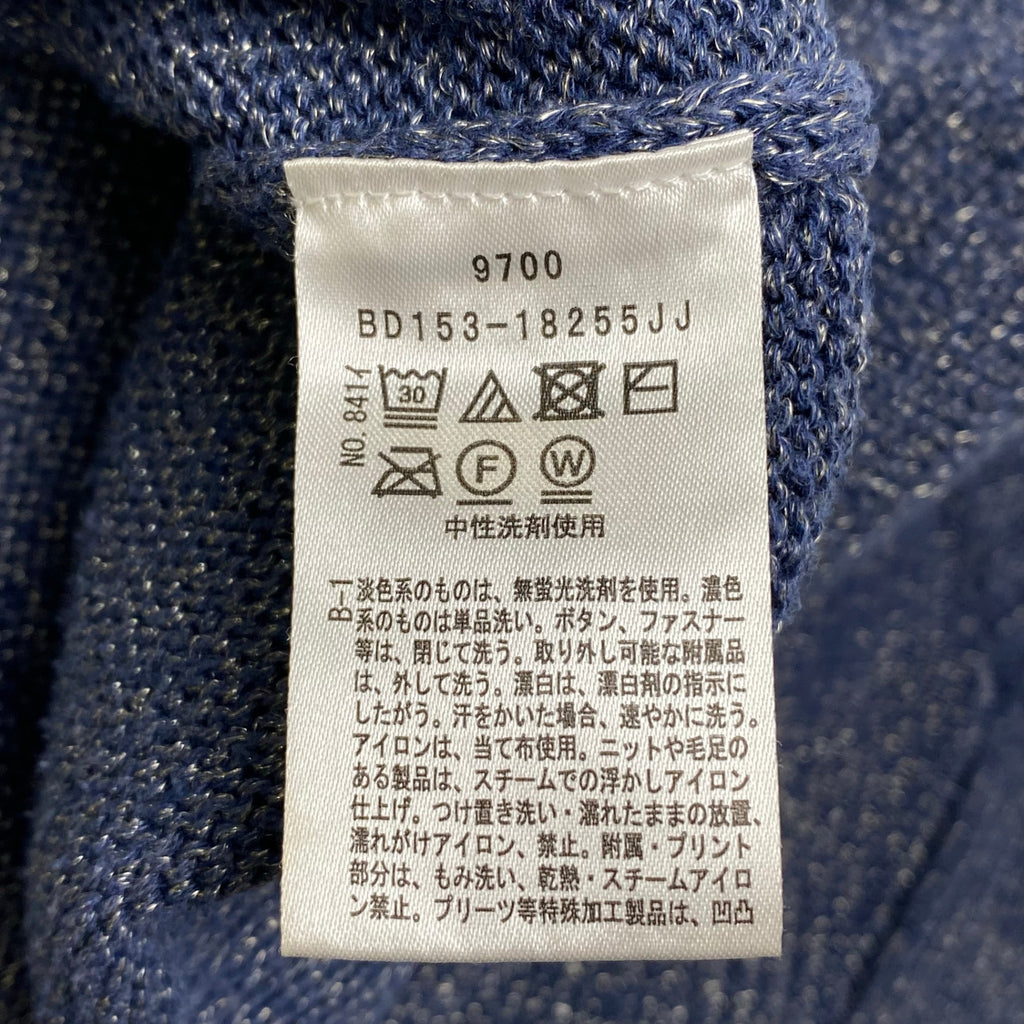 9700
BD153-18255JJ
NO. 841イ
30
F W
中性洗剤使用
B-1
淡色系のものは、無蛍光洗剤を使用。濃色
系のものは単品洗い。ボタン、ファスナー
等は、閉じて洗う。取り外し可能な附属品
は、外して洗う。漂白は、漂白剤の指示に
したがう。汗をかいた場合、速やかに洗う。
アイロンは、当て布使用。ニットや毛足の
ある製品は、スチームでの浮かしアイロン
仕上げ。つけ置き洗い・濡れたままの放置、
濡れがけアイロン、禁止。附属・プリント
部分は、もみ洗い、乾熱・スチームアイロ
ン禁止。プリーツ等特殊加工製品は、凹凸